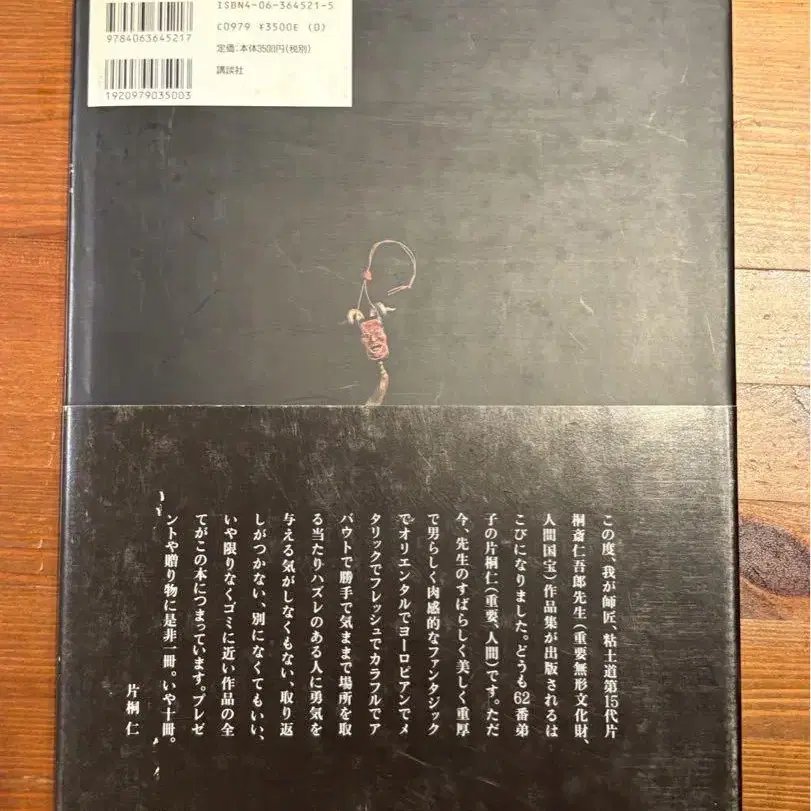 ISBN4-06-364521-5
C0979 ¥3500E (0)
定価:本体3500円(税別)
講談社
9784063645217
1920979035003
この度、我が師匠、粘土道第15代片
桐斎仁吾郎先生(重要無形文化財、
人間国宝)作品集が出版されるは
こびになりました。どうも62番弟
子の片桐仁(重要、人間)です。ただ
今、先生のすばらしく美しく重厚
で男らしく肉感的なファンタジック
でオリエンタルでヨーロピアンでメ
タリックでフレッシュでカラフルでア
バウトで勝手で気ままで場所を取
る当たりハズレのある人に勇気を
与える気がしなくもない、取り返
しがつかない、別になくてもいい、
いや限りなくゴミに近い作品の全
てがこの本につまっています。プレゼ
ントや贈り物に是非一冊。いや十冊。
片桐 仁